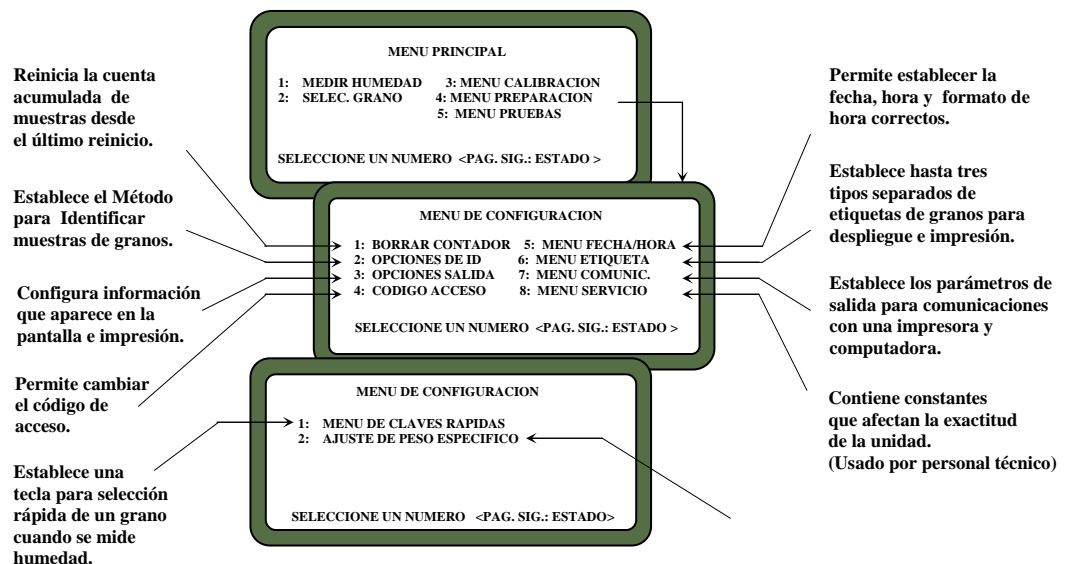 MENU PRINCIPAL
1: MEDIR HUMEDAD 3: MENU CALIBRACION
2: SELEC. GRANO 4: MENU PREPARACION
5: MENU PRUEBAS
SELECCIONE UN NUMERO <PAG. SIG.: ESTADO >
Reinicia la cuenta
acumulada de
muestras desde
el último reinicio.
Establece el Método
para Identificar
muestras de granos.
Configura información
que aparece en la
pantalla e impresión.
Permite cambiar
el código de
acceso.
Establece una
tecla para selección
rápida de un grano
cuando se mide
humedad.
MENU DE CONFIGURACION
1: BORRAR CONTADOR 5: MENU FECHA/HORA
2: OPCIONES DE ID 6: MENU ETIQUETA
3: OPCIONES SALIDA 7: MENU COMUNIC.
4: CODIGO ACCESO 8: MENU SERVICIO
SELECCIONE UN NUMERO <PAG. SIG.: ESTADO >
MENU DE CONFIGURACION
1: MENU DE CLAVES RAPIDAS
2: AJUSTE DE PESO ESPECIFICO
SELECCIONE UN NUMERO <PAG. SIG.: ESTADO>
Permite establecer la
fecha, hora y formato de
hora correctos.
Establece hasta tres
tipos separados de
etiquetas de granos para
despliegue e impresión.
Establece los parámetros de
salida para comunicaciones
con una impresora y
computadora.
Contiene constantes
que afectan la exactitud
de la unidad.
(Usado por personal técnico)